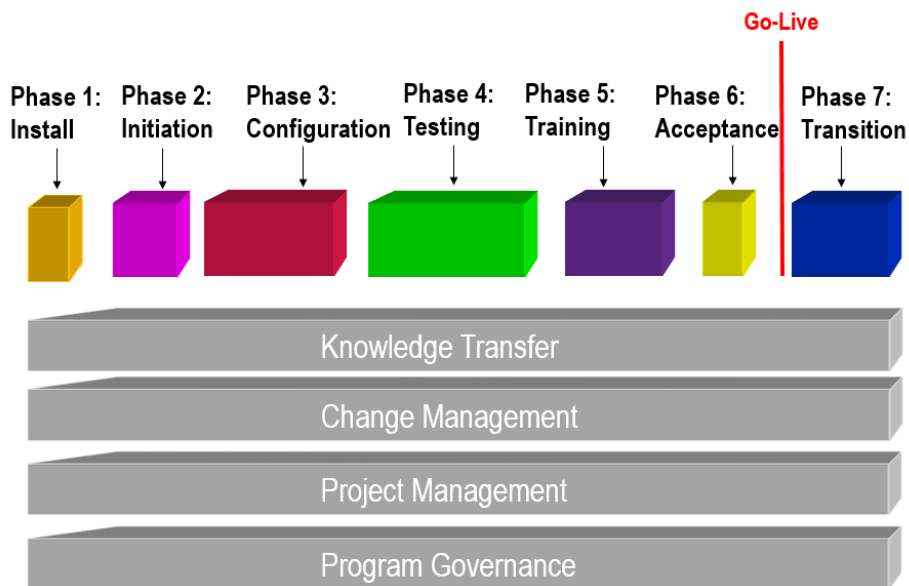 Go-Live
Phase 1:
Install
Phase 2:
Initiation
Phase 3:
Configuration
Phase 4:
Testing
Phase 5:
Training
Phase 6:
Acceptance
Phase 7:
Transition
Knowledge Transfer
Change Management
Project Management
Program Governance